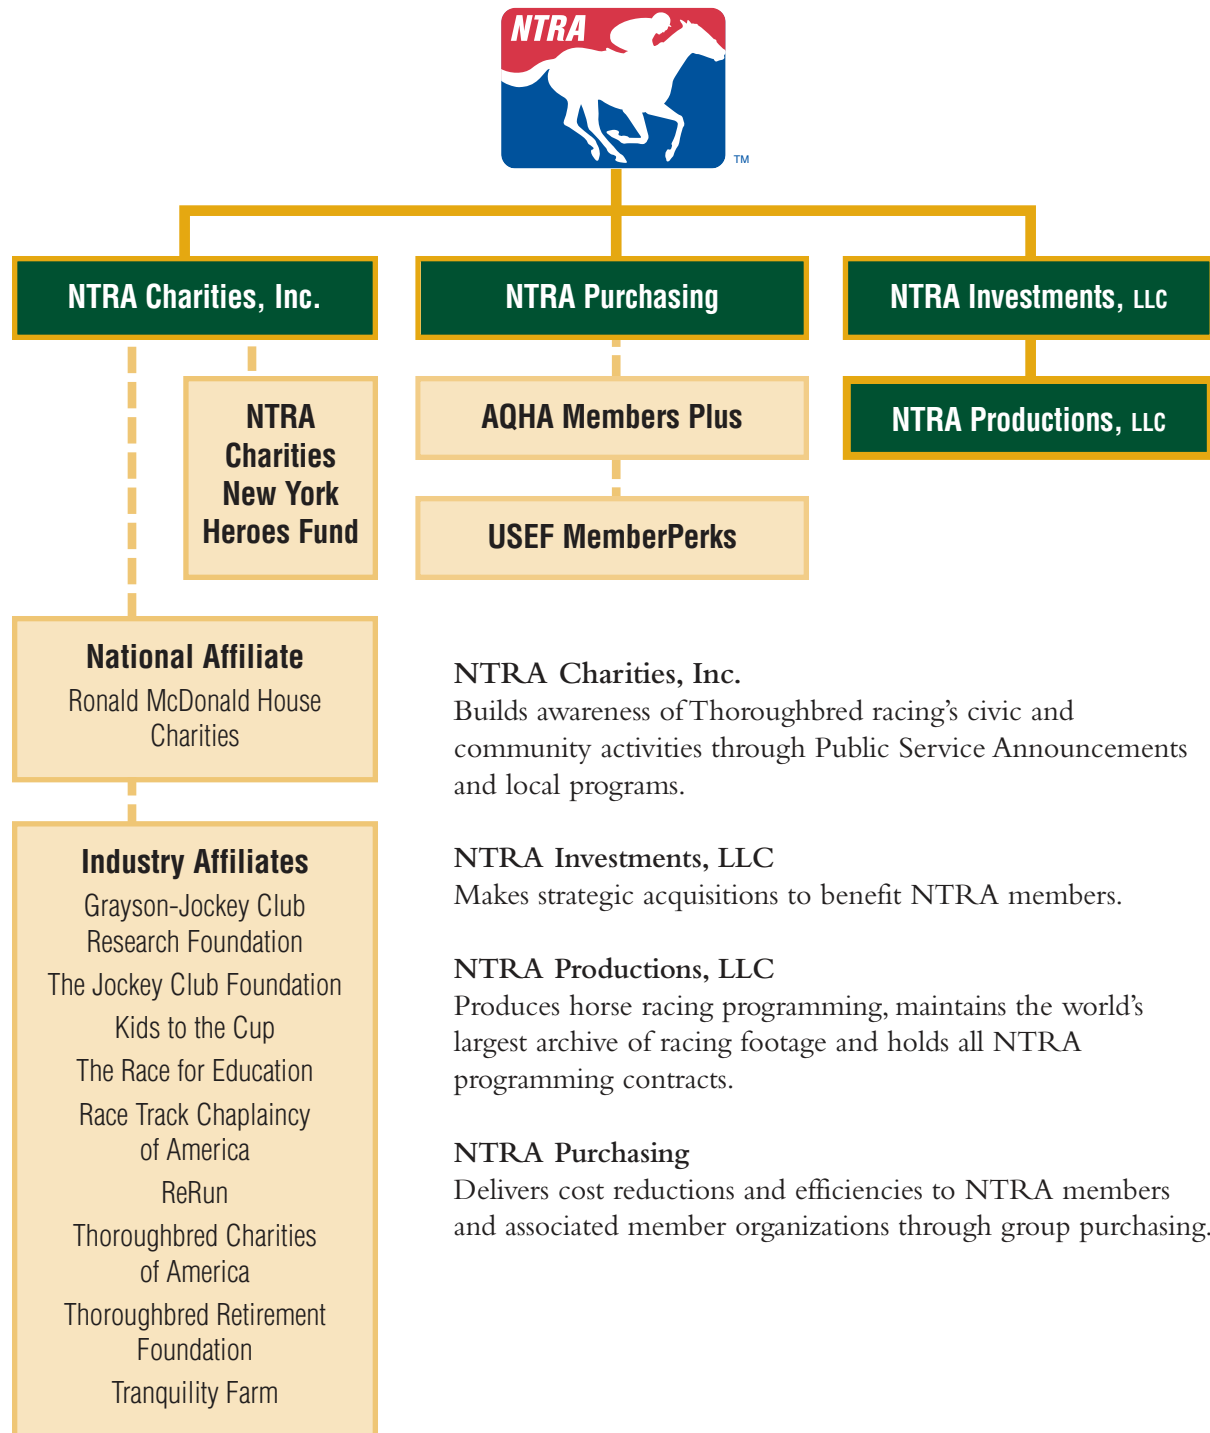 NTRA
TM
NTRA Charities, Inc.
NTRA Purchasing
NTRA Investments, LLC
NTRA
Charities
New York
Heroes Fund
AQHA Members Plus
NTRA Productions, LLC
USEF MemberPerks
National Affiliate
Ronald McDonald House
Charities
Industry Affiliates
Grayson-Jockey Club
Research Foundation
The Jockey Club Foundation
Kids to the Cup
The Race for Education
Race Track Chaplaincy
of America
ReRun
Thoroughbred Charities
of America
Thoroughbred Retirement
Foundation
Tranquility Farm
NTRA Charities, Inc.
Builds awareness of Thoroughbred racing's civic and
community activities through Public Service Announcements
and local programs.
NTRA Investments, LLC
Makes strategic acquisitions to benefit NTRA members.
NTRA Productions, LLC
Produces horse racing programming, maintains the world's
largest archive of racing footage and holds all NTRA
programming contracts.
NTRA Purchasing
Delivers cost reductions and efficiencies to NTRA members
and associated member organizations through group purchasing.